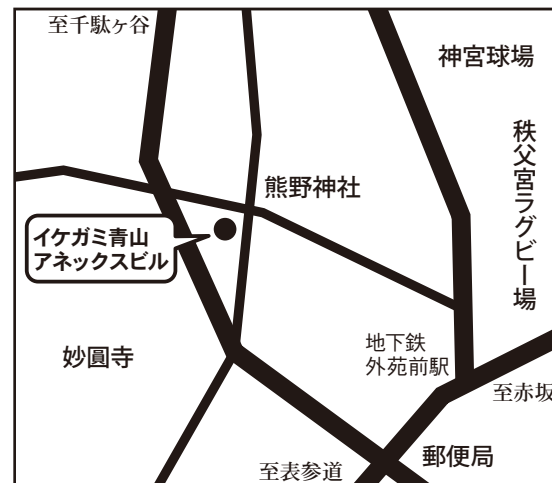 至千駄ヶ谷
神宮球場
秩父宮ラグビー場
熊野神社
イケガミ青山
アネックスビル
妙圓寺
地下鉄
外苑前駅
至赤坂
郵便局
至表参道